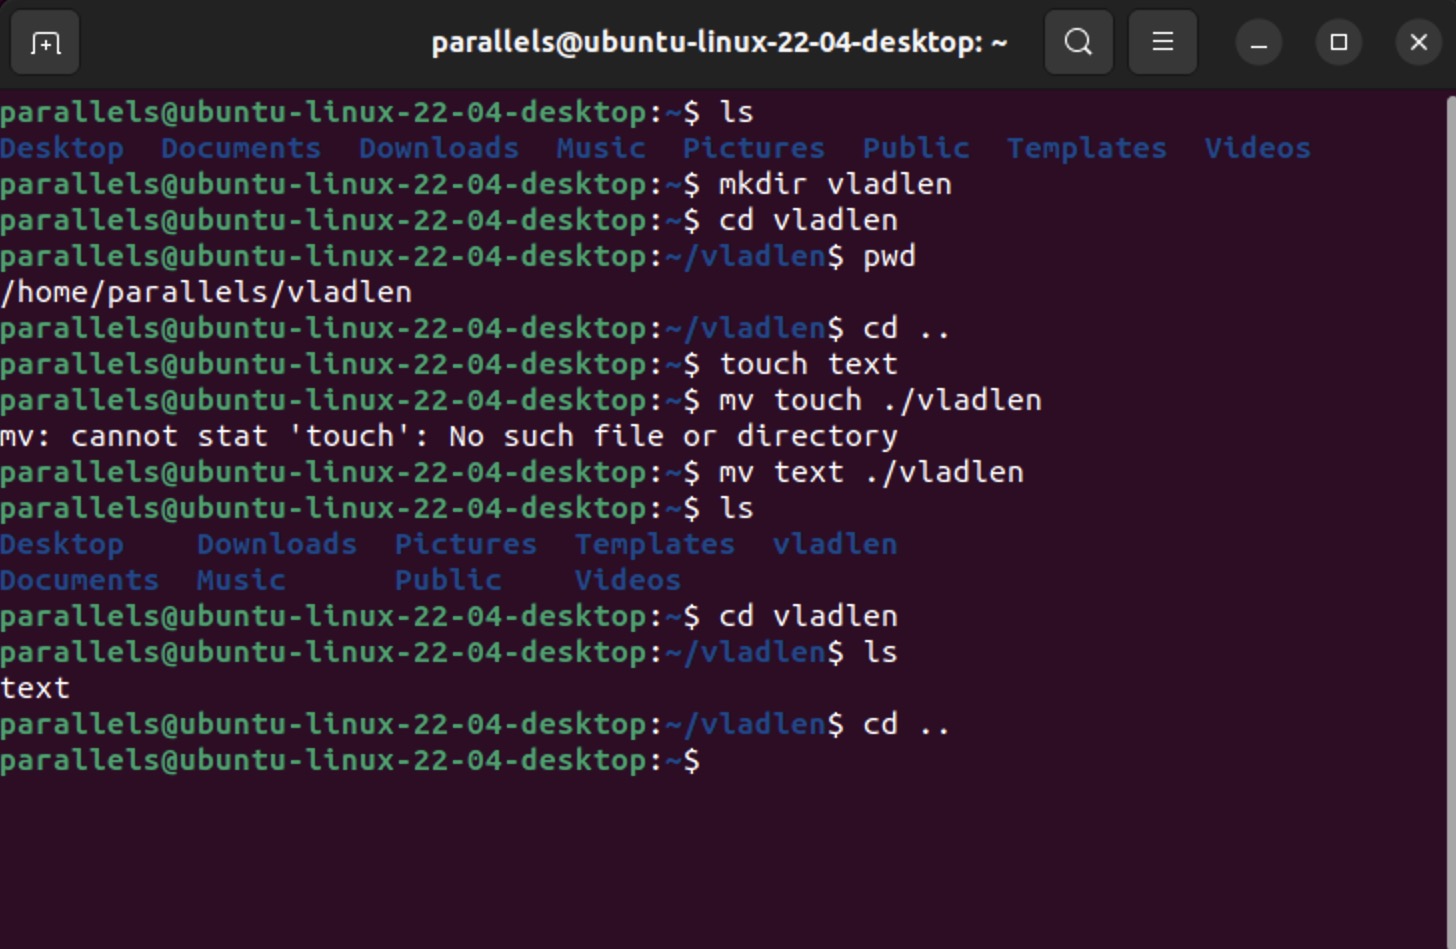 parallels@ubuntu-linux-22-04-desktop: ~
parallels@ubuntu-linux-22-04-desktop:~$ ls
Desktop  Documents  Downloads  Music  Pictures  Public  Templates  Videos
parallels@ubuntu-linux-22-04-desktop:~$ mkdir vladlen
parallels@ubuntu-linux-22-04-desktop:~$ cd vladlen
parallels@ubuntu-linux-22-04-desktop:~/vladlen$ pwd
/home/parallels/vladlen
parallels@ubuntu-linux-22-04-desktop:~/vladlen$ cd ..
parallels@ubuntu-linux-22-04-desktop:~$ touch text
parallels@ubuntu-linux-22-04-desktop:~$ mv touch ./vladlen
mv: cannot stat 'touch': No such file or directory
parallels@ubuntu-linux-22-04-desktop:~$ mv text ./vladlen
parallels@ubuntu-linux-22-04-desktop:~$ ls
Desktop    Downloads  Pictures  Templates  vladlen
Documents  Music      Public    Videos
parallels@ubuntu-linux-22-04-desktop:~$ cd vladlen
parallels@ubuntu-linux-22-04-desktop:~/vladlen$ ls
text
parallels@ubuntu-linux-22-04-desktop:~/vladlen$ cd ..
parallels@ubuntu-linux-22-04-desktop:~$